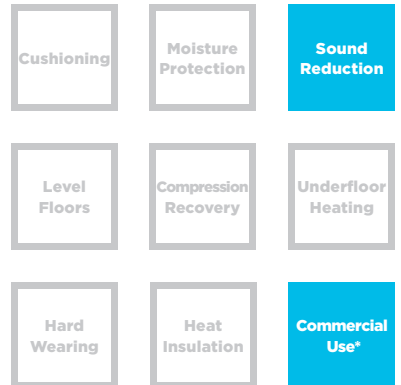 Cushioning
Moisture
Protection
Sound
Reduction
Level
Floors
Compression
Recovery
Underfloor
Heating
Hard
Wearing
Heat
Insulation
Commercial
Use*